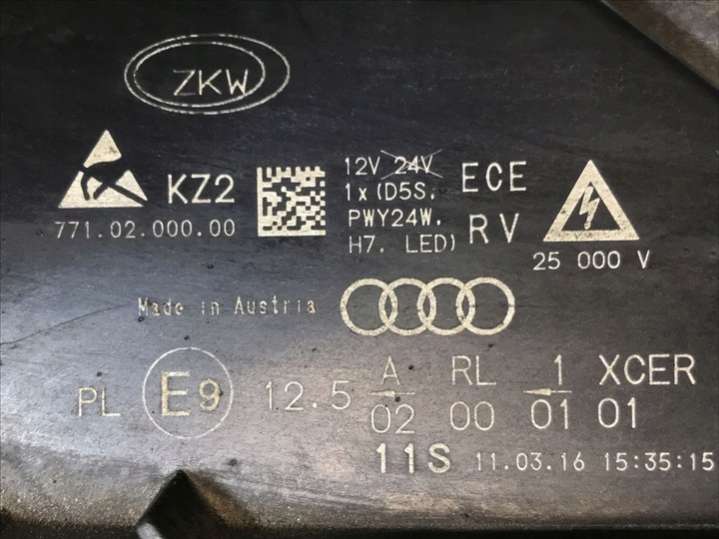 ZKW
KZ2
771.02.000.00
12V 24V
1x(D5S,
PWY24W,
H7, LED)
ECE
RV
25 000 V
Made in Austria
PL E9 12.5 A RL 1 XCER
02 00 01 01
11S 11.03.16 15:35:15